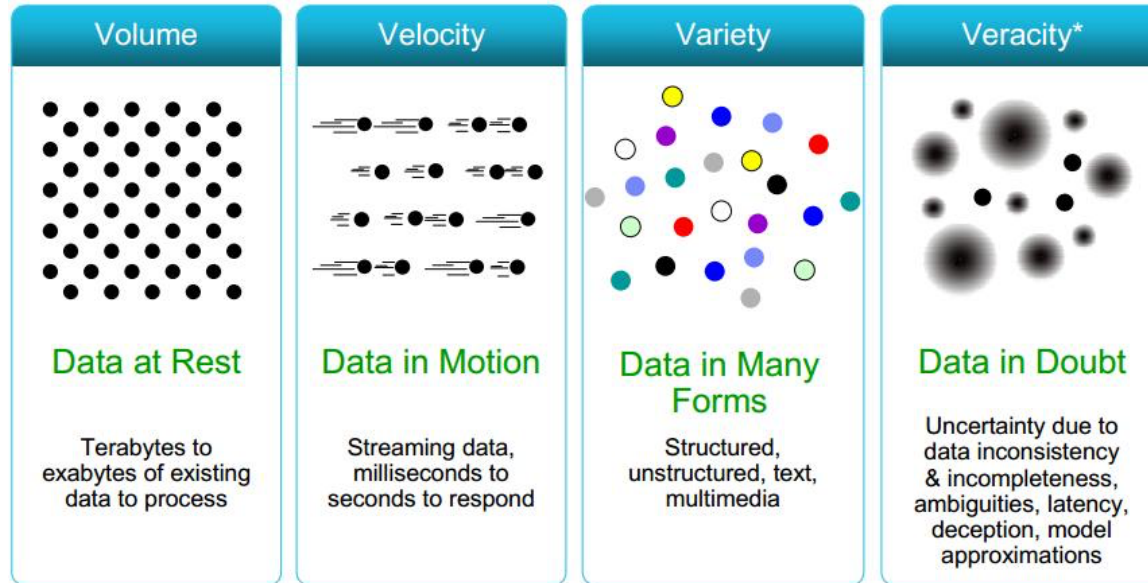 Volume
Data at Rest
Terabytes to
exabytes of existing
data to process
Velocity
Data in Motion
Streaming data,
milliseconds to
seconds to respond
Variety
Data in Many
Forms
Structured,
unstructured, text,
multimedia
Veracity*
Data in Doubt
Uncertainty due to
data inconsistency
& incompleteness,
ambiguities, latency,
deception, model
approximations